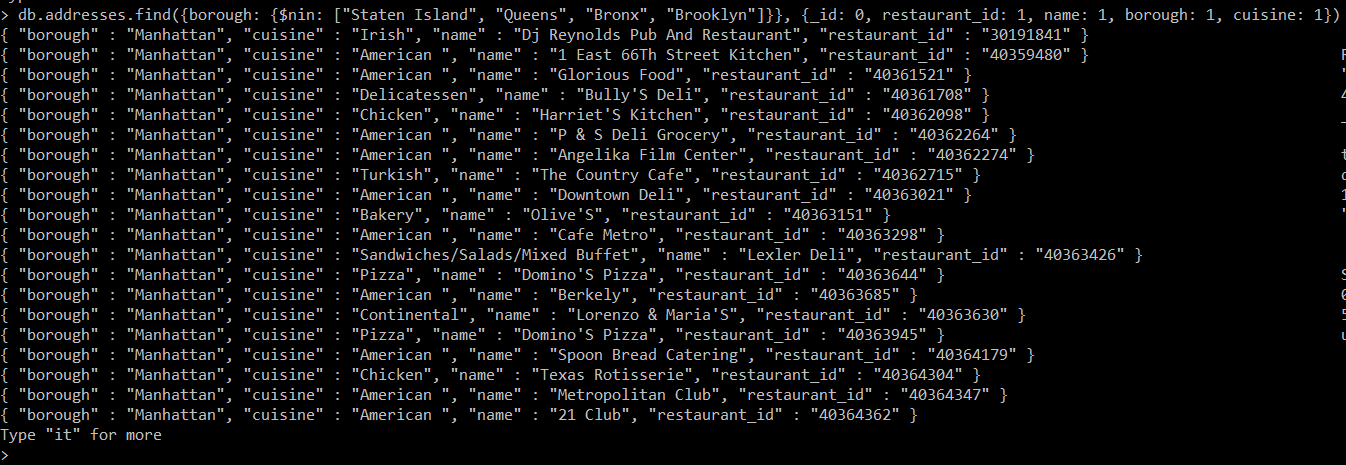 > db.addresses.find({borough: {$nin: ["Staten Island", "Queens", "Bronx", "Brooklyn"]}}, {_id: 0, restaurant_id: 1, name: 1, borough: 1, cuisine: 1})
{ "borough" : "Manhattan", "cuisine" : "Irish", "name" : "Dj Reynolds Pub And Restaurant", "restaurant_id" : "30191841" }
{ "borough" : "Manhattan", "cuisine" : "American ", "name" : "1 East 66Th Street Kitchen", "restaurant_id" : "40359480" }
{ "borough" : "Manhattan", "cuisine" : "American ", "name" : "Glorious Food", "restaurant_id" : "40361521" }
{ "borough" : "Manhattan", "cuisine" : "Delicatessen", "name" : "Bully'S Deli", "restaurant_id" : "40361708" }
{ "borough" : "Manhattan", "cuisine" : "Chicken", "name" : "Harriet'S Kitchen", "restaurant_id" : "40362098" }
{ "borough" : "Manhattan", "cuisine" : "American ", "name" : "P & S Deli Grocery", "restaurant_id" : "40362264" }
{ "borough" : "Manhattan", "cuisine" : "American ", "name" : "Angelika Film Center", "restaurant_id" : "40362274" }
{ "borough" : "Manhattan", "cuisine" : "Turkish", "name" : "The Country Cafe", "restaurant_id" : "40362715" }
{ "borough" : "Manhattan", "cuisine" : "American ", "name" : "Downtown Deli", "restaurant_id" : "40363021" }
{ "borough" : "Manhattan", "cuisine" : "Bakery", "name" : "Olive'S", "restaurant_id" : "40363151" }
{ "borough" : "Manhattan", "cuisine" : "American ", "name" : "Cafe Metro", "restaurant_id" : "40363298" }
{ "borough" : "Manhattan", "cuisine" : "Sandwiches/Salads/Mixed Buffet", "name" : "Lexler Deli", "restaurant_id" : "40363426" }
{ "borough" : "Manhattan", "cuisine" : "Pizza", "name" : "Domino'S Pizza", "restaurant_id" : "40363644" }
{ "borough" : "Manhattan", "cuisine" : "American ", "name" : "Berkely", "restaurant_id" : "40363685" }
{ "borough" : "Manhattan", "cuisine" : "Continental", "name" : "Lorenzo & Maria'S", "restaurant_id" : "40363630" }
{ "borough" : "Manhattan", "cuisine" : "Pizza", "name" : "Domino'S Pizza", "restaurant_id" : "40363945" }
{ "borough" : "Manhattan", "cuisine" : "American ", "name" : "Spoon Bread Catering", "restaurant_id" : "40364179" }
{ "borough" : "Manhattan", "cuisine" : "Chicken", "name" : "Texas Rotisserie", "restaurant_id" : "40364304" }
{ "borough" : "Manhattan", "cuisine" : "American ", "name" : "Metropolitan Club", "restaurant_id" : "40364347" }
{ "borough" : "Manhattan", "cuisine" : "American ", "name" : "21 Club", "restaurant_id" : "40364362" }
Type "it" for more
>